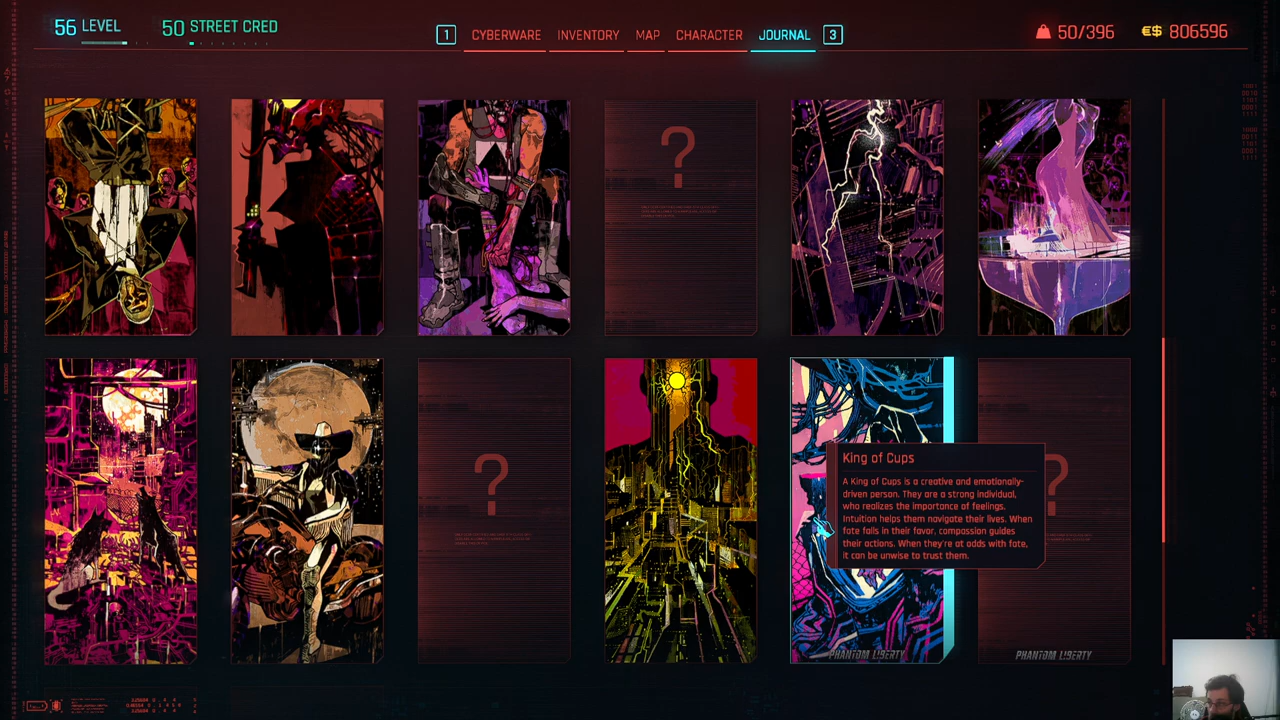 56 LEVEL
50 STREET CRED
1 CYBERWARE INVENTORY MAP CHARACTER JOURNAL 3
50/396
€$ 806596
?
?
?
King of Cups
A King of Cups is a creative and emotionally-
driven person. They are a strong individual,
who realizes the importance of feelings.
Intuition helps them navigate their lives. When
fate falls in their favor, compassion guides
their actions. When they're at odds with fate,
it can be unwise to trust them.
PHANTOM LIBERTY
PHANTOM LIBERTY